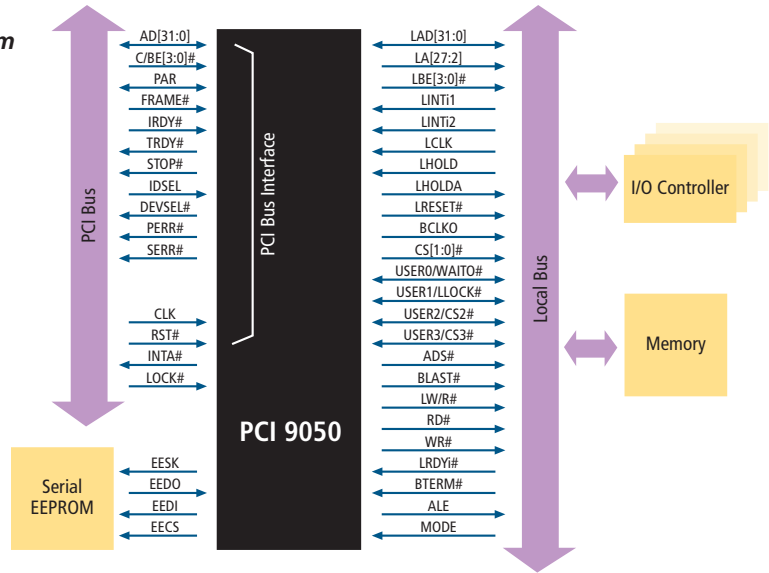 m
PCI Bus
AD[31:0]
C/BE[3:0]#
PAR
FRAME#
IRDY#
TRDY#
STOP#
IDSEL
DEVSEL#
PERR#
SERR#
CLK
RST#
INTA#
LOCK#
Serial
EEPROM
EESK
EEDO
EEDI
EECS
PCI Bus Interface
PCI 9050
LAD[31:0]
LA[27:2]
LBE[3:0]#
LINTi1
LINTi2
LCLK
LHOLD
LHOLDA
LRESET#
BCLKO
CS[1:0]#
USER0/WAITO#
USER1/LLOCK#
USER2/CS2#
USER3/CS3#
ADS#
BLAST#
LW/R#
RD#
WR#
LRDYi#
BTERM#
ALE
MODE
Local Bus
I/O Controller
Memory